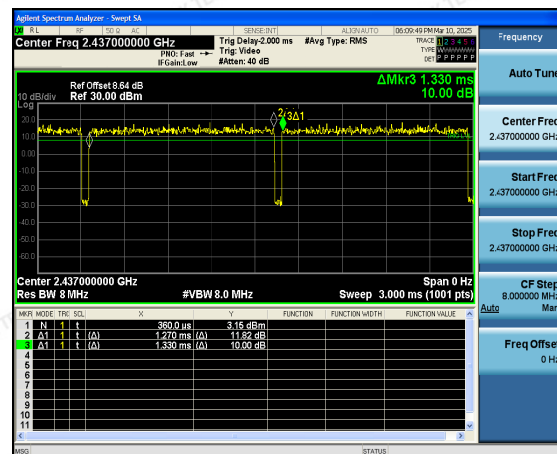 Agilent Spectrum Analyzer - Swept SA
RL RF 50 Ω AC SENSE:INT ALIGNAUTO 06:09:49 PM Mar 10, 2025
Center Freq 2.437000000 GHz
PNO: Fast
IFGain:Low
Trig Delay-2.000 ms
Trig: Video
#Atten: 40 dB
#Avg Type: RMS
TRACE 1 2 3 4 5 6
TYPE
DET P P P P P P
Ref Offset 8.64 dB
10 dB/div Ref 30.00 dBm
Log
ΔMkr3 1.330 ms
10.00 dB
20.0
10.0
0.00
-10.0
-20.0
-30.0
-40.0
-50.0
-60.0
3Δ1
Center 2.437000000 GHz
Span 0 Hz
Res BW 8 MHz #VBW 8.0 MHz Sweep 3.000 ms (1001 pts)
MKR MODE TRC SCL X Y FUNCTION FUNCTION WIDTH FUNCTION VALUE
1 N 1 t 360.0 µs 3.15 dBm
2 Δ1 1 t (Δ) 1.270 ms (Δ) 11.82 dB
3 Δ1 1 t (Δ) 1.330 ms (Δ) 10.00 dB
4
5
6
7
8
9
10
11
MSG STATUS
Frequency
Auto Tune
Center Freq
2.437000000 GHz
Start Freq
2.437000000 GHz
Stop Freq
2.437000000 GHz
CF Step
8.000000 MHz
Auto Man
Freq Offset
0 Hz